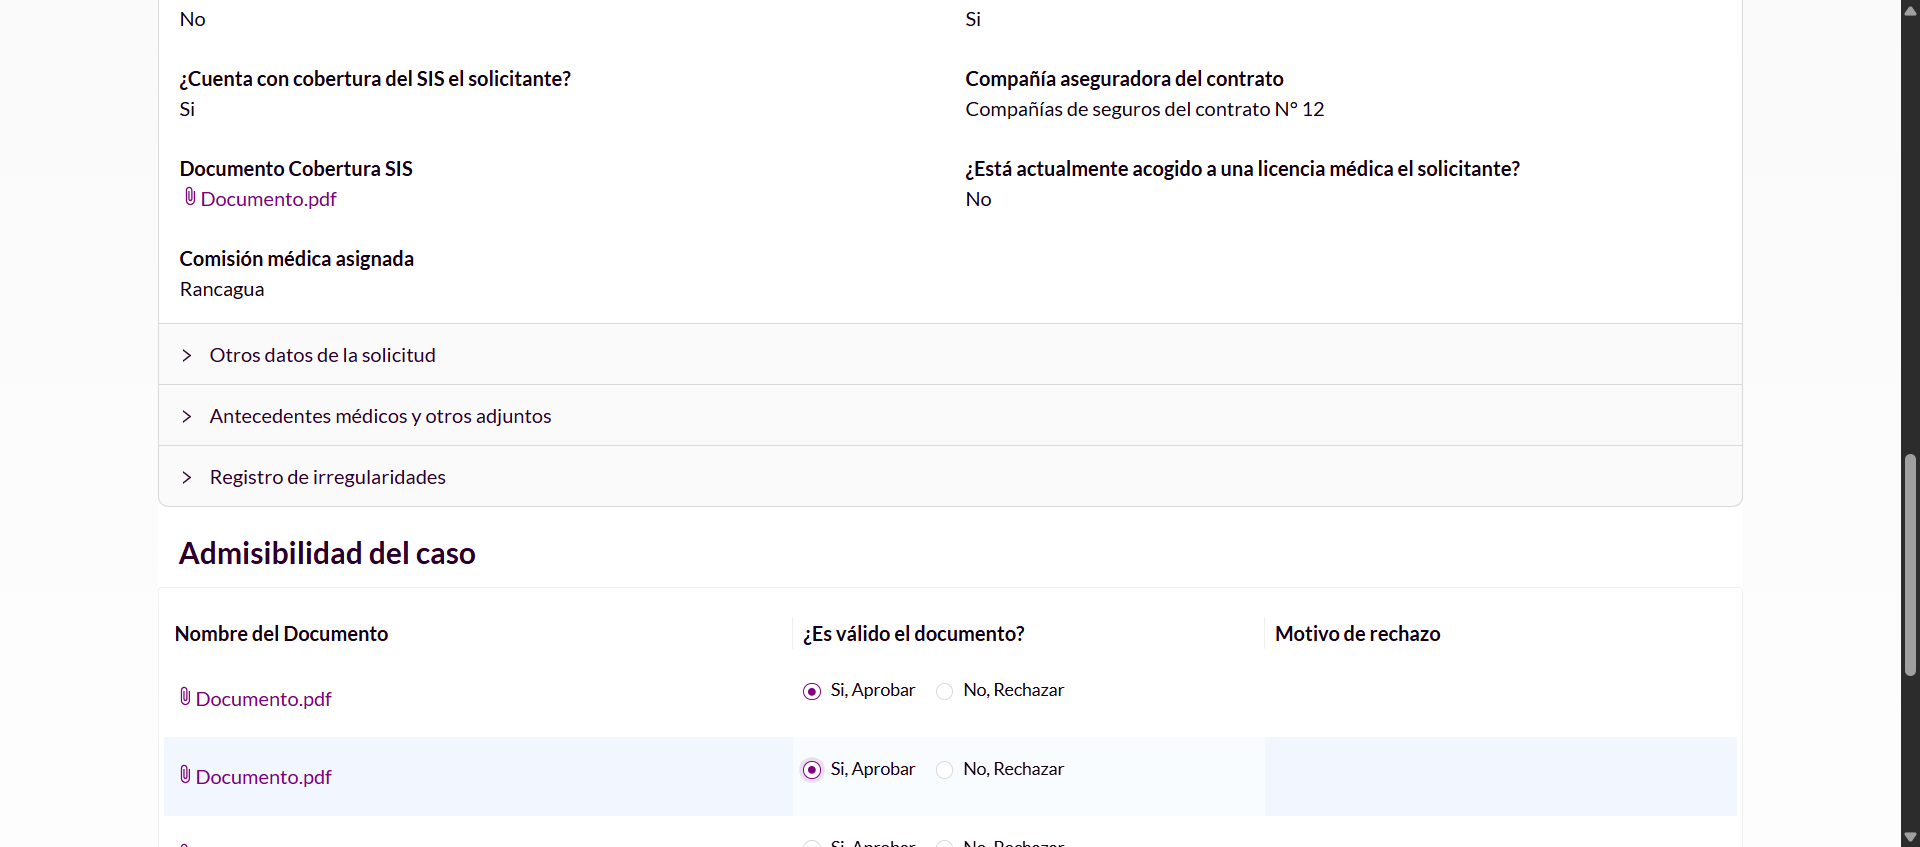 No
Si
¿Cuenta con cobertura del SIS el solicitante?
Si
Compañía aseguradora del contrato
Compañías de seguros del contrato N° 12
Documento Cobertura SIS
Documento.pdf
¿Está actualmente acogido a una licencia médica el solicitante?
No
Comisión médica asignada
Rancagua
Otros datos de la solicitud
Antecedentes médicos y otros adjuntos
Registro de irregularidades
Admisibilidad del caso
Nombre del Documento
¿Es válido el documento?
Motivo de rechazo
Documento.pdf
Si, Aprobar
No, Rechazar
Documento.pdf
Si, Aprobar
No, Rechazar
Si, Aprobar
No, Rechazar